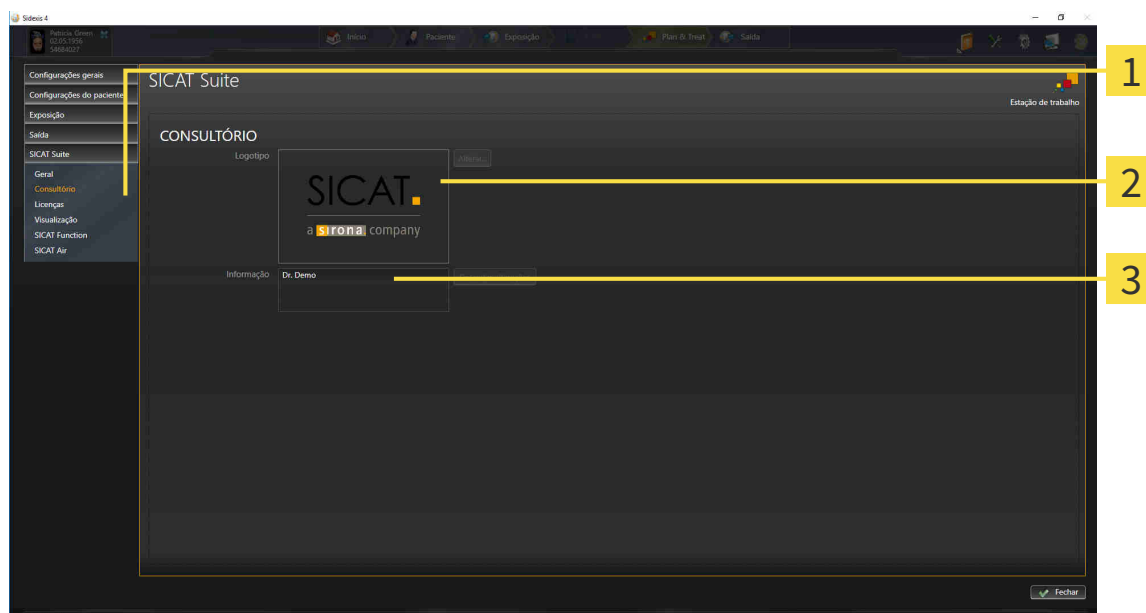 Sidexis 4
Patricia Green
02.05.1956
54684027
Início
Paciente
Exposição
Plan & Treat
Saída
Configurações gerais
Configurações do paciente
Exposição
Saída
SICAT Suite
Geral
Consultório
Licenças
Visualização
SICAT Function
SICAT Air
SICAT Suite
Estação de trabalho
CONSULTÓRIO
Logotipo
SICAT.
a sirona company
Informação
Dr. Demo
Fechar
1
2
3